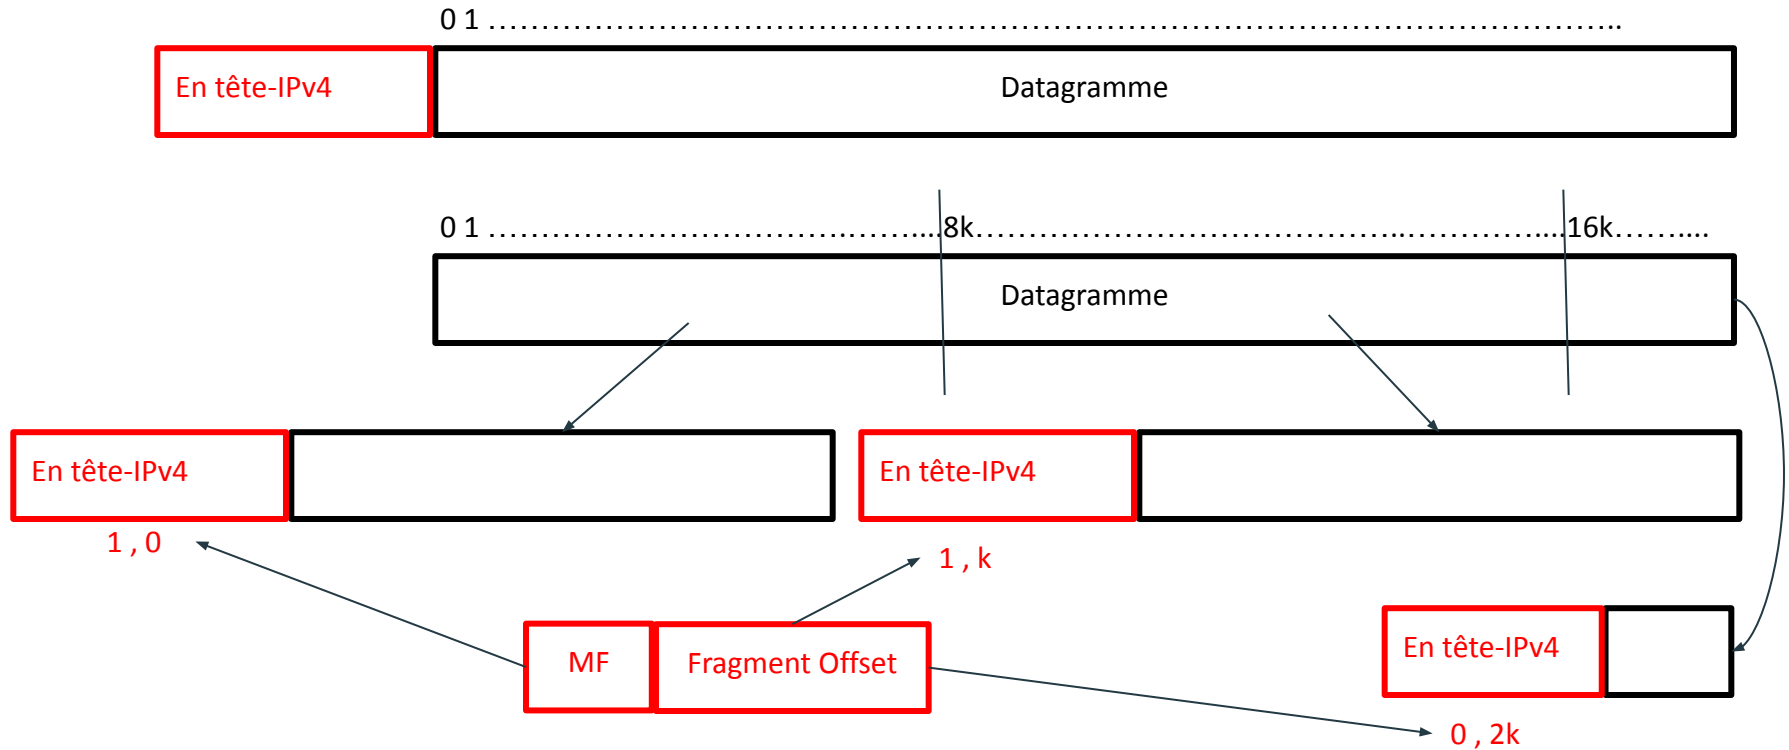 0 1 ……………………………………………………………………………………………………………..
En tête-IPv4
Datagramme
0 1 …………………………………..……....8k…………………………………………..…………....16k……....
Datagramme
En tête-IPv4
En tête-IPv4
1 , 0
1 , k
MF
Fragment Offset
En tête-IPv4
0 , 2k